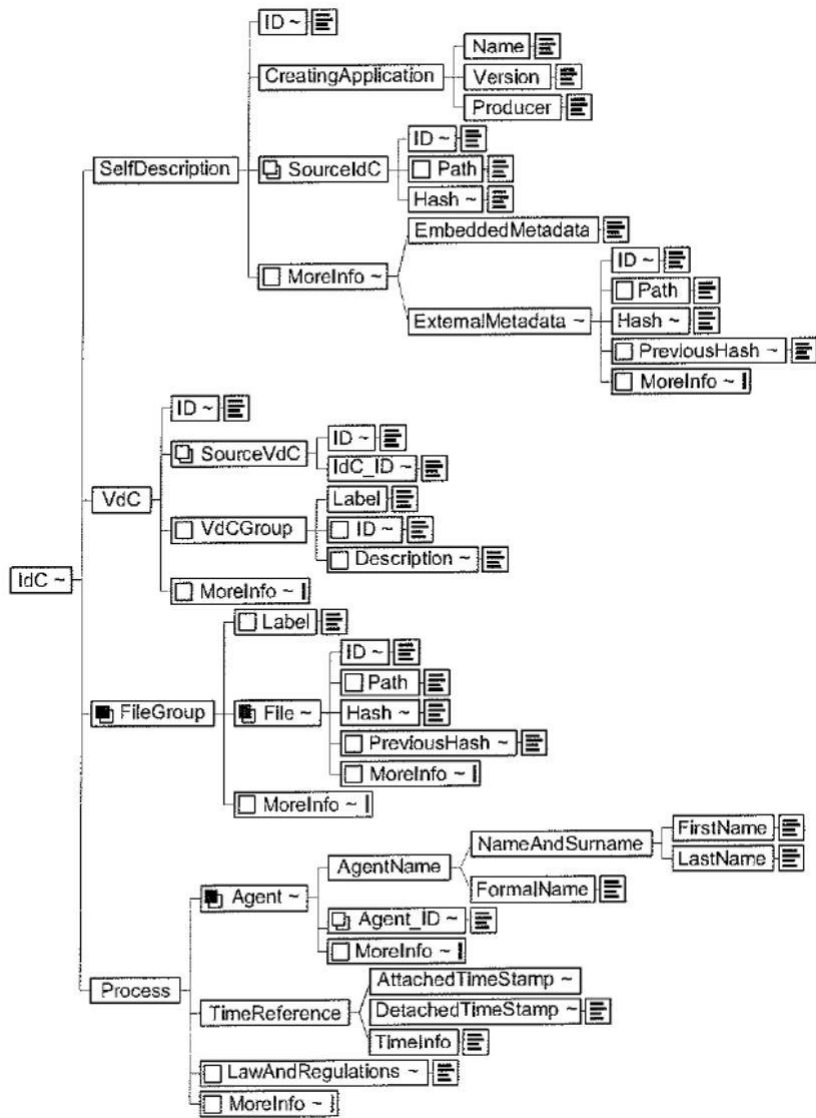 ID ~
CreatingApplication
Name
Version
Producer
SelfDescription
SourceIdC
ID ~
Path
Hash ~
MoreInfo ~
EmbeddedMetadata
ExternalMetadata ~
ID ~
Path
Hash ~
PreviousHash ~
MoreInfo ~
IdC ~
VdC
ID ~
SourceVdC
ID ~
IdC_ID ~
VdCGroup
Label
ID ~
Description ~
MoreInfo ~
FileGroup
Label
File ~
ID ~
Path
Hash ~
PreviousHash ~
MoreInfo ~
MoreInfo ~
Process
Agent ~
AgentName
NameAndSurname
FirstName
LastName
FormalName
Agent_ID ~
MoreInfo ~
TimeReference
AttachedTimeStamp ~
DetachedTimeStamp ~
TimeInfo
LawAndRegulations ~
MoreInfo ~